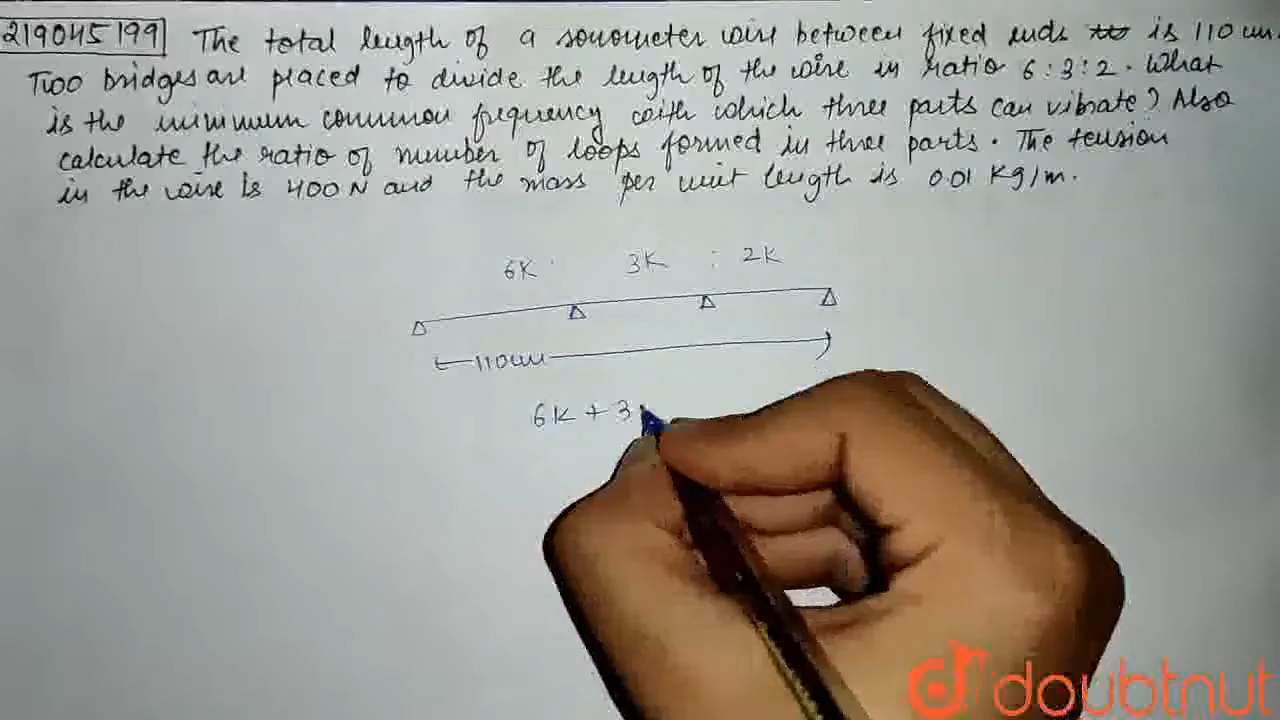 219045199 The total length of a sonometer wire between fixed ends is 110 cm.
Two bridges are placed to divide the length of the wire in ratio 6:3:2. What
is the minimum common frequency with which three parts can vibrate? Also
calculate the ratio of number of loops formed in three parts. The tension
in the wire is 400 N and the mass per unit length is 0.01 Kg/m.
6K 3K : 2K
110cm
6K + 3
doubtnut